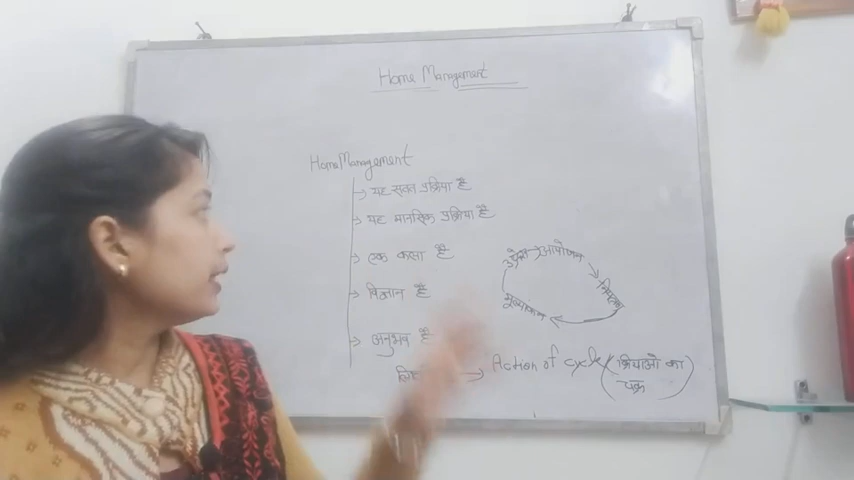 Home Management
Home Management
यह सतत प्रक्रिया है
यह मानसिक प्रक्रिया है
एक कला है
विज्ञान है
अनुभव है
उद्देश्य आयोजन
नियंत्रण
मूल्यांकन
Action of cycle (क्रियाओ का
चक्र)